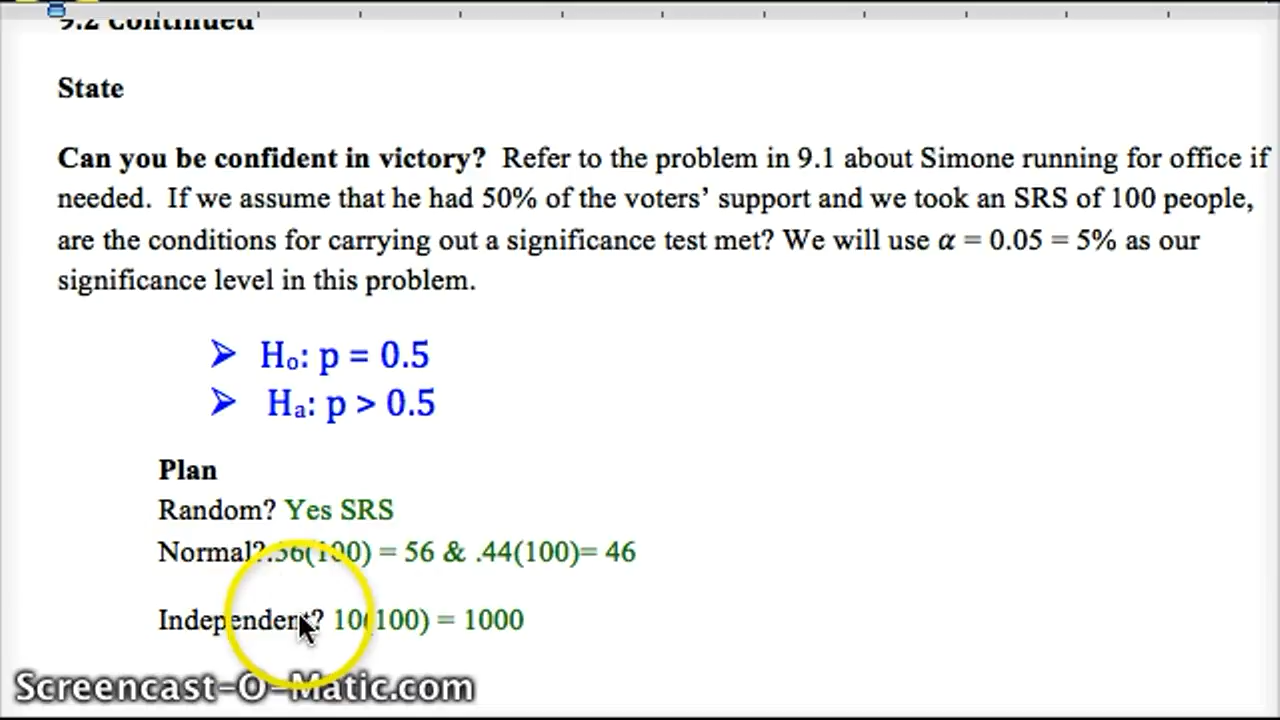 9.2 Continued
State
Can you be confident in victory? Refer to the problem in 9.1 about Simone running for office if
needed. If we assume that he had 50% of the voters’ support and we took an SRS of 100 people,
are the conditions for carrying out a significance test met? We will use α = 0.05 = 5% as our
significance level in this problem.
➢ Ho: p = 0.5
➢ Ha: p > 0.5
Plan
Random? Yes SRS
Normal?.56(100) = 56 & .44(100)= 46
Independent? 10(100) = 1000
Screencast-O-Matic.com